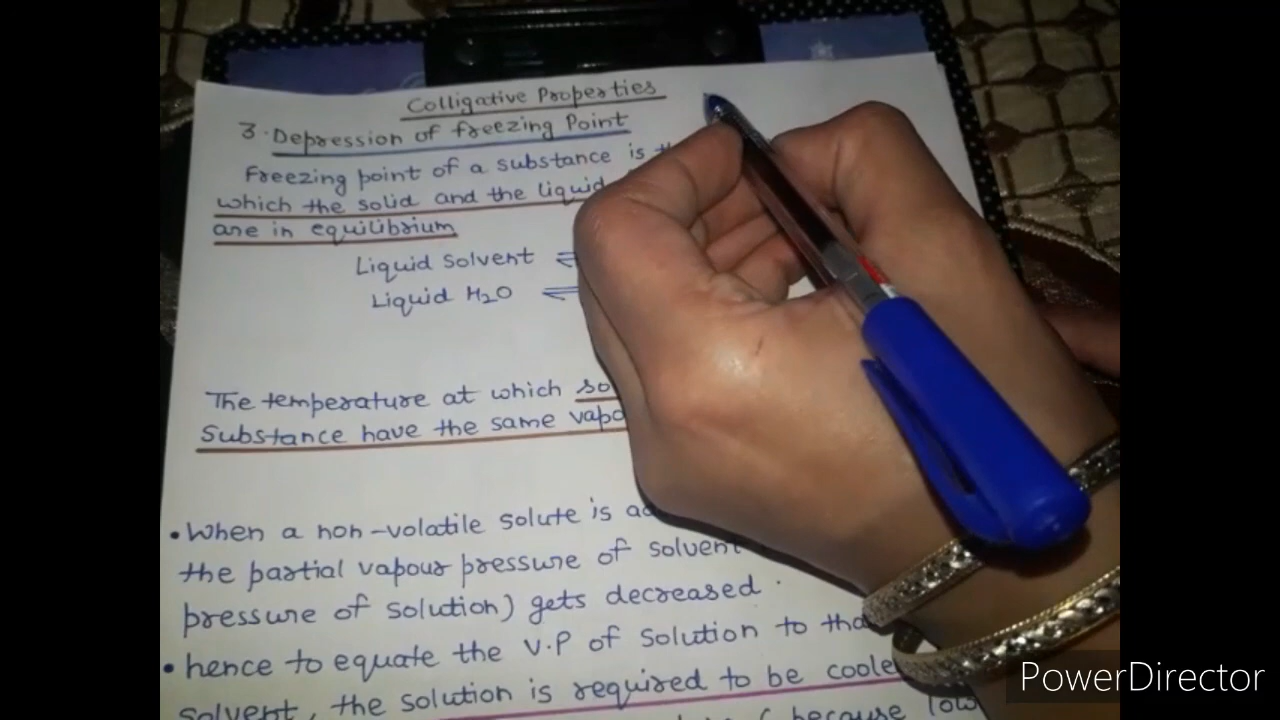 Colligative Properties
3. Depression of freezing Point
Freezing point of a substance is
which the solid and the liquid
are in equilibrium
Liquid Solvent ⇌
Liquid H2O ⇌
The temperature at which
Substance have the same
• When a non-volatile solute is
the partial vapour pressure of solvent
pressure of solution) gets decreased.
• hence to equate the V.P of solution to
solvent, the solution is required to be
(because
PowerDirector